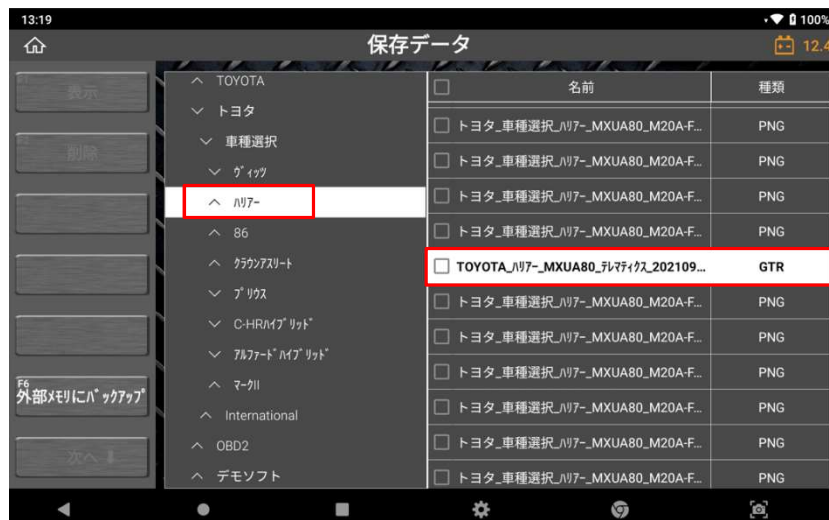 13:19
100%
保存データ
12.4
F1
表示
F2
削除
F6
外部ﾒﾓﾘにﾊﾞｯｸｱｯﾌﾟ
次へ
TOYOTA
トヨタ
車種選択
ｳﾞｨｯﾂ
ﾊﾘｱｰ
86
ｸﾗｳﾝｱｽﾘｰﾄ
ﾌﾟﾘｳｽ
C-HRﾊｲﾌﾞﾘｯﾄﾞ
ｱﾙﾌｧｰﾄﾞﾊｲﾌﾞﾘｯﾄﾞ
ﾏｰｸII
International
OBD2
デモソフト
名前 種類
トヨタ_車種選択_ﾊﾘｱｰ_MXUA80_M20A-F... PNG
トヨタ_車種選択_ﾊﾘｱｰ_MXUA80_M20A-F... PNG
トヨタ_車種選択_ﾊﾘｱｰ_MXUA80_M20A-F... PNG
トヨタ_車種選択_ﾊﾘｱｰ_MXUA80_M20A-F... PNG
TOYOTA_ﾊﾘｱｰ_MXUA80_ﾃﾚﾏﾃｨｸｽ_202109... GTR
トヨタ_車種選択_ﾊﾘｱｰ_MXUA80_M20A-F... PNG
トヨタ_車種選択_ﾊﾘｱｰ_MXUA80_M20A-F... PNG
トヨタ_車種選択_ﾊﾘｱｰ_MXUA80_M20A-F... PNG
トヨタ_車種選択_ﾊﾘｱｰ_MXUA80_M20A-F... PNG
トヨタ_車種選択_ﾊﾘｱｰ_MXUA80_M20A-F... PNG
トヨタ_車種選択_ﾊﾘｱｰ_MXUA80_M20A-F... PNG